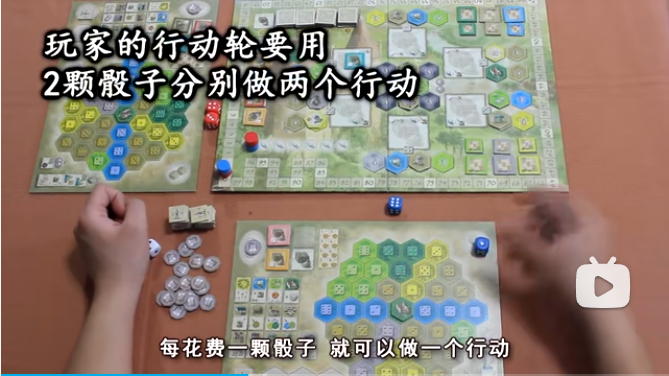 玩家的行动轮要用
2颗骰子分别做两个行动
每花费一颗骰子 就可以做一个行动